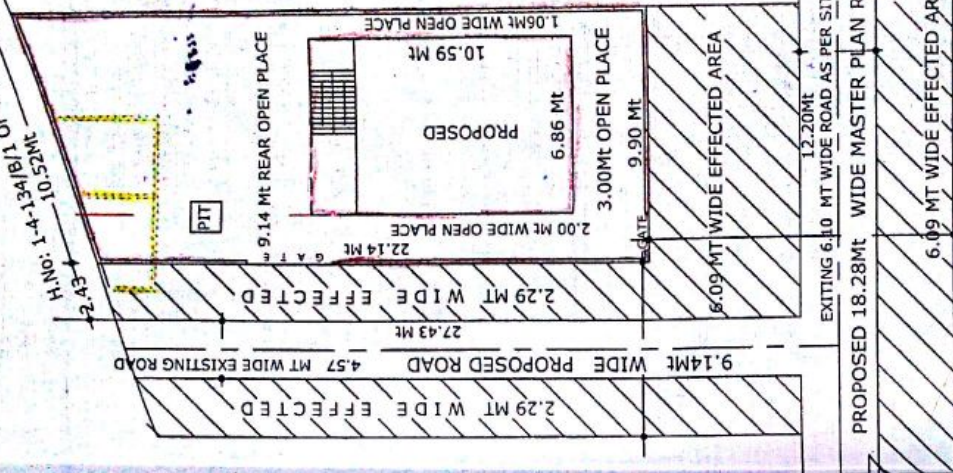 H.No: 1-4-134/B/1 OF
10.52Mt
2.43
PIT
9.14 Mt REAR OPEN PLACE
1.06Mt WIDE OPEN PLACE
10.59 Mt
PROPOSED
6.86 Mt
3.00Mt OPEN PLACE
9.90 Mt
2.00 Mt WIDE OPEN PLACE
22.14 Mt
GATE
GATE
6.09 MT WIDE EFFECTED AREA
12.20Mt
EXITING 6.10 MT WIDE ROAD AS PER SIT
PROPOSED 18.28Mt WIDE MASTER PLAN R
6.09 MT WIDE EFFECTED AR
2.29 MT WIDE EFFECTED
27.43 Mt
9.14Mt WIDE PROPOSED ROAD 4.57 MT WIDE EXISTING ROAD
2.29 MT WIDE EFFECTED